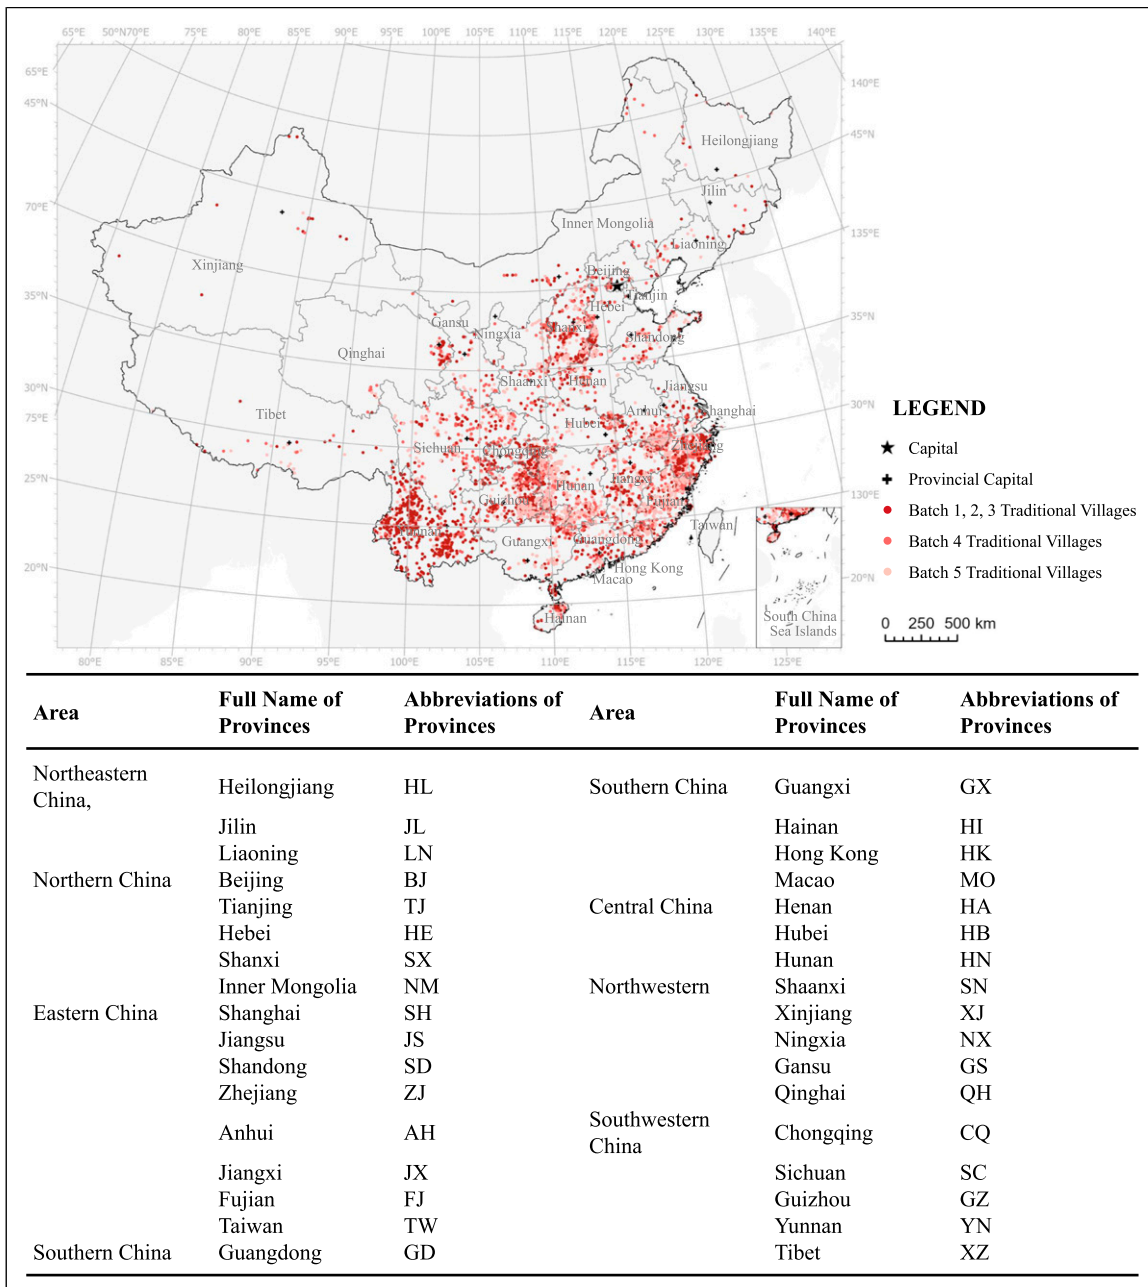 65°E 50°N70°E 75°E 80°E 85°E 90°E 95°E 100°E 105°E 110°E 115°E 120°E 125°E 130°E 135°E 140°E
65°E
45°N
70°E
35°N
30°N
75°E
25°N
20°N
140°E
45°N
135°E
35°N
30°N
130°E
20°N
80°E 85°E 90°E 95°E 100°E 105°E 110°E 115°E 120°E 125°E
Heilongjiang
Jilin
Inner Mongolia
Liaoning
Xinjiang
Beijing
Tianjin
Hebei
Gansu
Ningxia
Shanxi
Shandong
Qinghai
Shaanxi
Henan
Jiangsu
Tibet
Anhui
Shanghai
Hubei
Sichuan
Chongqing
Zhejiang
Hunan
Jiangxi
Guizhou
Fujian
Yunnan
Guangxi
Guangdong
Taiwan
Hong Kong
Macao
Hainan
South China
Sea Islands
LEGEND
Capital
Provincial Capital
Batch 1, 2, 3 Traditional Villages
Batch 4 Traditional Villages
Batch 5 Traditional Villages
0 250 500 km
Area Full Name of Provinces Abbreviations of Provinces Area Full Name of Provinces Abbreviations of Provinces
Northeastern China, Heilongjiang HL Southern China Guangxi GX
Jilin JL Hainan HI
Liaoning LN Hong Kong HK
Northern China Beijing BJ Macao MO
Tianjing TJ Central China Henan HA
Hebei HE Hubei HB
Shanxi SX Hunan HN
Inner Mongolia NM Northwestern Shaanxi SN
Eastern China Shanghai SH Xinjiang XJ
Jiangsu JS Ningxia NX
Shandong SD Gansu GS
Zhejiang ZJ Qinghai QH
Anhui AH Southwestern China Chongqing CQ
Jiangxi JX Sichuan SC
Fujian FJ Guizhou GZ
Taiwan TW Yunnan YN
Southern China Guangdong GD Tibet XZ